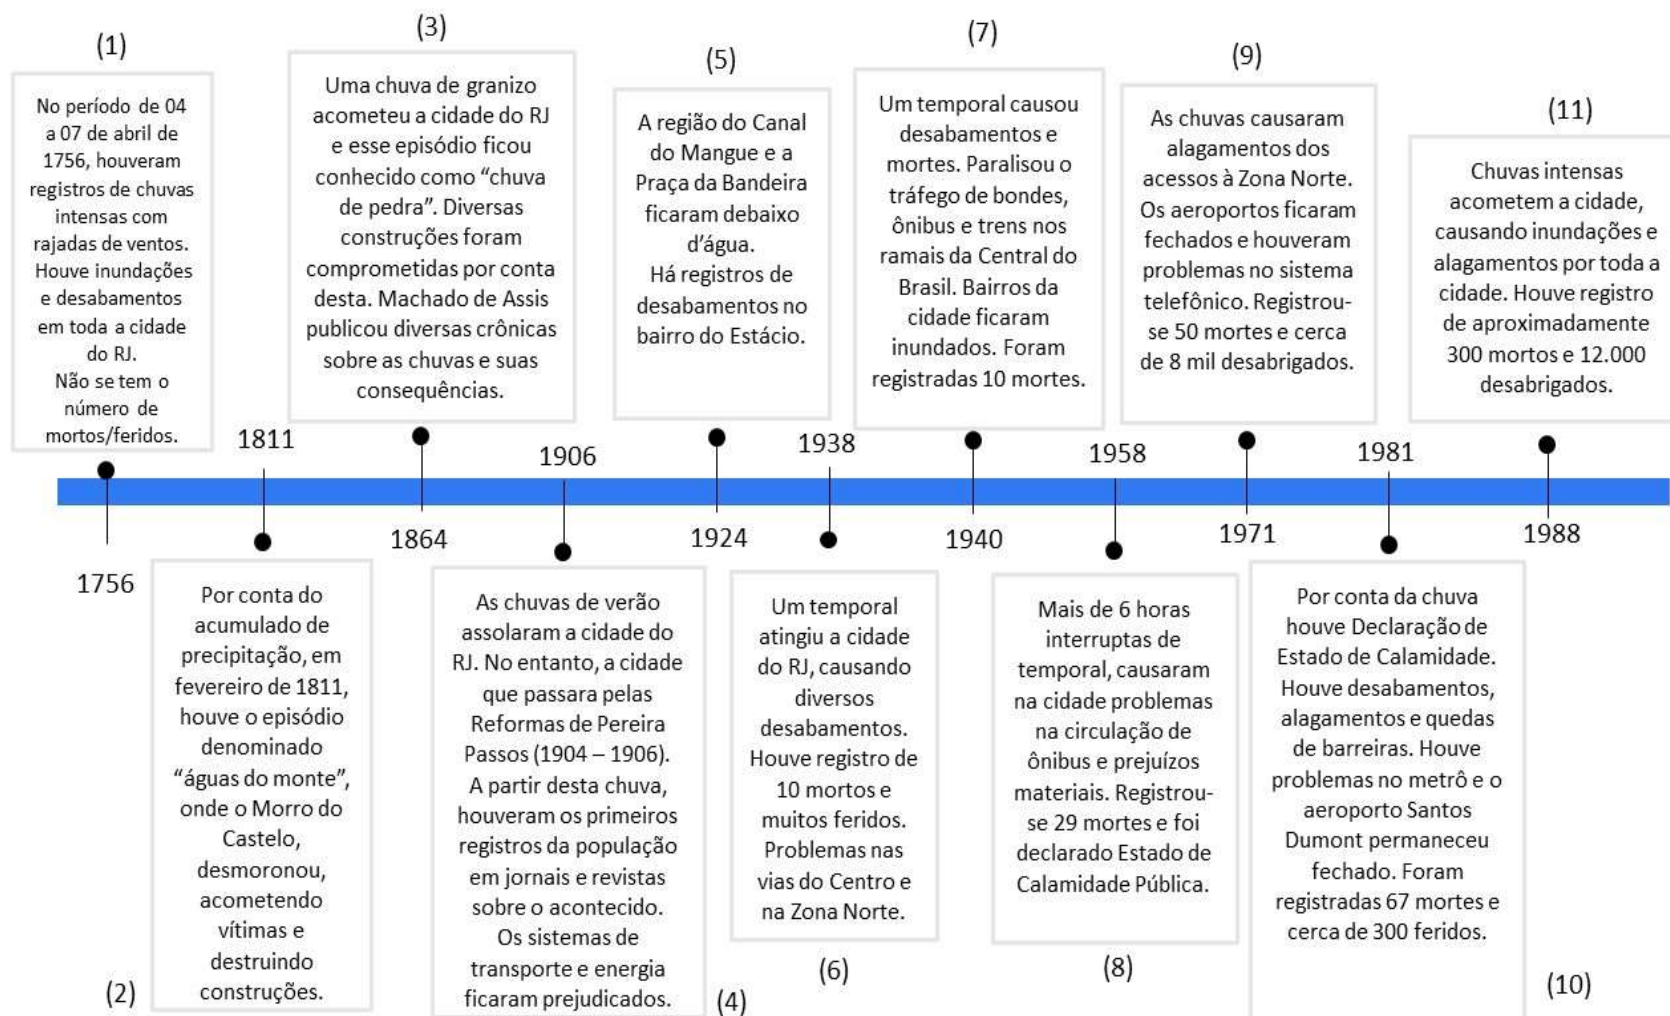 (1)
No período de 04
a 07 de abril de
1756, houveram
registros de chuvas
intensas com
rajadas de ventos.
Houve inundações
e desabamentos
em toda a cidade
do RJ.
Não se tem o
número de
mortos/feridos.
1756
1811
Por conta do
acumulado de
precipitação, em
fevereiro de 1811,
houve o episódio
denominado
“águas do monte”,
onde o Morro do
Castelo,
desmoronou,
acometendo
vítimas e
destruindo
construções.
(2)
(3)
Uma chuva de granizo
acometeu a cidade do RJ
e esse episódio ficou
conhecido como “chuva
de pedra”. Diversas
construções foram
comprometidas por conta
desta. Machado de Assis
publicou diversas crônicas
sobre as chuvas e suas
consequências.
1864
1906
As chuvas de verão
assolaram a cidade do
RJ. No entanto, a cidade
que passara pelas
Reformas de Pereira
Passos (1904 – 1906).
A partir desta chuva,
houveram os primeiros
registros da população
em jornais e revistas
sobre o acontecido.
Os sistemas de
transporte e energia
ficaram prejudicados.
(4)
(5)
A região do Canal
do Mangue e a
Praça da Bandeira
ficaram debaixo
d’água.
Há registros de
desabamentos no
bairro do Estácio.
1924
1938
Um temporal
atingiu a cidade
do RJ, causando
diversos
desabamentos.
Houve registro de
10 mortos e
muitos feridos.
Problemas nas
vias do Centro e
na Zona Norte.
(6)
(7)
Um temporal causou
desabamentos e
mortes. Paralisou o
tráfego de bondes,
ônibus e trens nos
ramais da Central do
Brasil. Bairros da
cidade ficaram
inundados. Foram
registradas 10 mortes.
1940
1958
Mais de 6 horas
interruptas de
temporal, causaram
na cidade problemas
na circulação de
ônibus e prejuízos
materiais. Registrou-
se 29 mortes e foi
declarado Estado de
Calamidade Pública.
(8)
(9)
As chuvas causaram
alagamentos dos
acessos à Zona Norte.
Os aeroportos ficaram
fechados e houveram
problemas no sistema
telefônico. Registrou-
se 50 mortes e cerca
de 8 mil desabrigados.
1971
1981
Por conta da chuva
houve Declaração de
Estado de Calamidade.
Houve desabamentos,
alagamentos e quedas
de barreiras. Houve
problemas no metrô e o
aeroporto Santos
Dumont permaneceu
fechado. Foram
registradas 67 mortes e
cerca de 300 feridos.
(10)
(11)
Chuvas intensas
acometem a cidade,
causando inundações e
alagamentos por toda a
cidade. Houve registro
de aproximadamente
300 mortos e 12.000
desabrigados.
1988